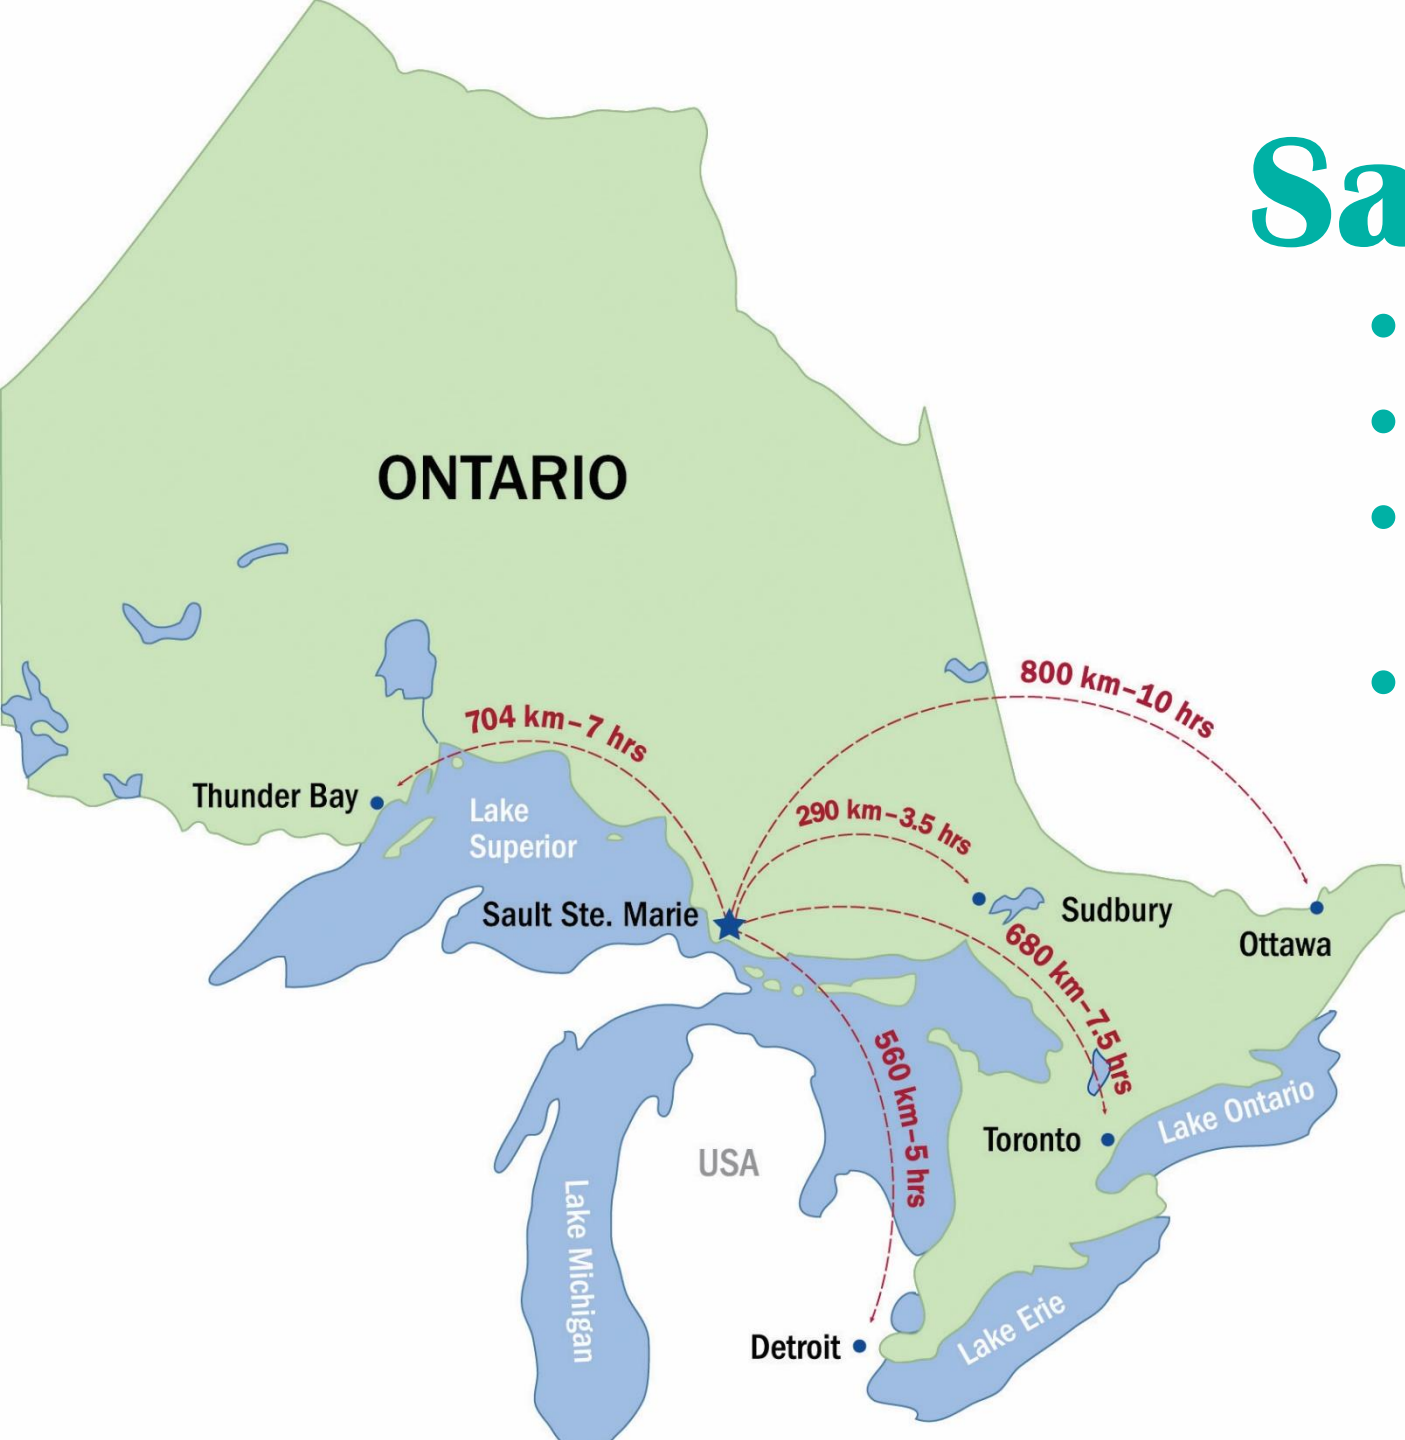 Sa
ONTARIO
800 km–10 hrs
704 km–7 hrs
Thunder Bay
Lake
Superior
290 km–3.5 hrs
Sault Ste. Marie
Sudbury
Ottawa
680 km–7.5 hrs
560 km–5 hrs
Toronto
Lake Ontario
USA
Lake Michigan
Lake Erie
Detroit